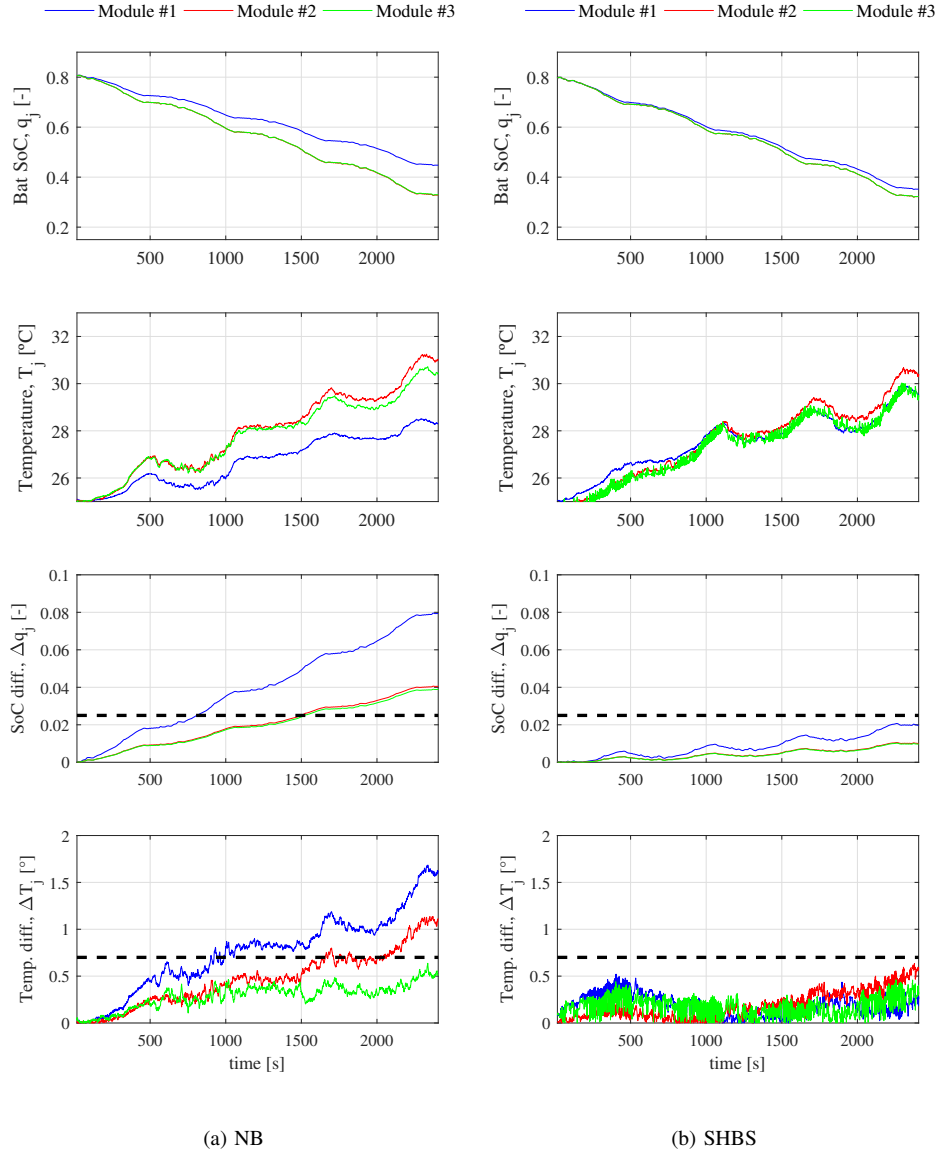 Module #1 Module #2 Module #3
Module #1 Module #2 Module #3
Bat SoC, q_j [-]
0.8
0.6
0.4
0.2
500 1000 1500 2000
Bat SoC, q_j [-]
0.8
0.6
0.4
0.2
500 1000 1500 2000
Temperature, T_j [ºC]
32
30
28
26
500 1000 1500 2000
Temperature, T_j [ºC]
32
30
28
26
500 1000 1500 2000
SoC diff., Δq_j [-]
0.1
0.08
0.06
0.04
0.02
0
500 1000 1500 2000
SoC diff., Δq_j [-]
0.1
0.08
0.06
0.04
0.02
0
500 1000 1500 2000
Temp. diff., ΔT_j [°]
2
1.5
1
0.5
0
500 1000 1500 2000
time [s]
Temp. diff., ΔT_j [°]
2
1.5
1
0.5
0
500 1000 1500 2000
time [s]
(a) NB
(b) SHBS